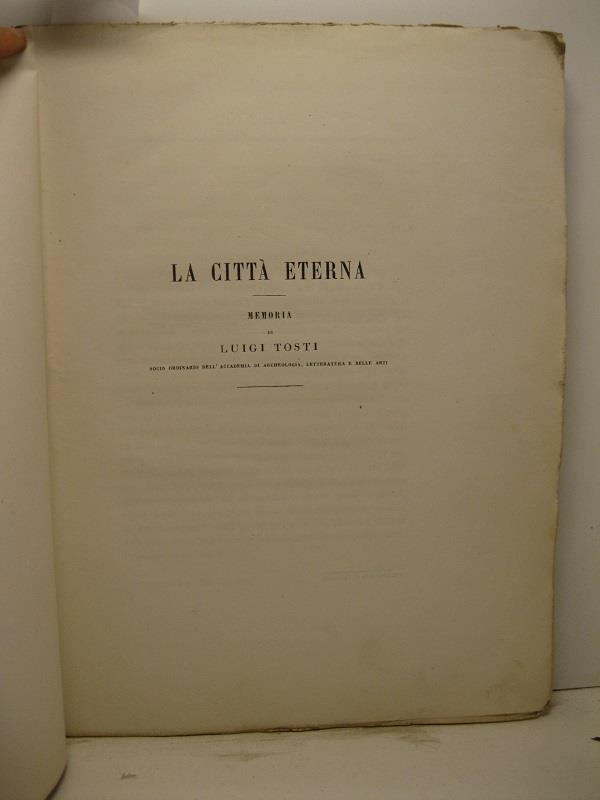 LA CITTÀ ETERNA
MEMORIA
DI
LUIGI TOSTI
SOCIO ORDINARIO DELL'ACCADEMIA DI ARCHEOLOGIA, LETTERATURA E BELLE ARTI